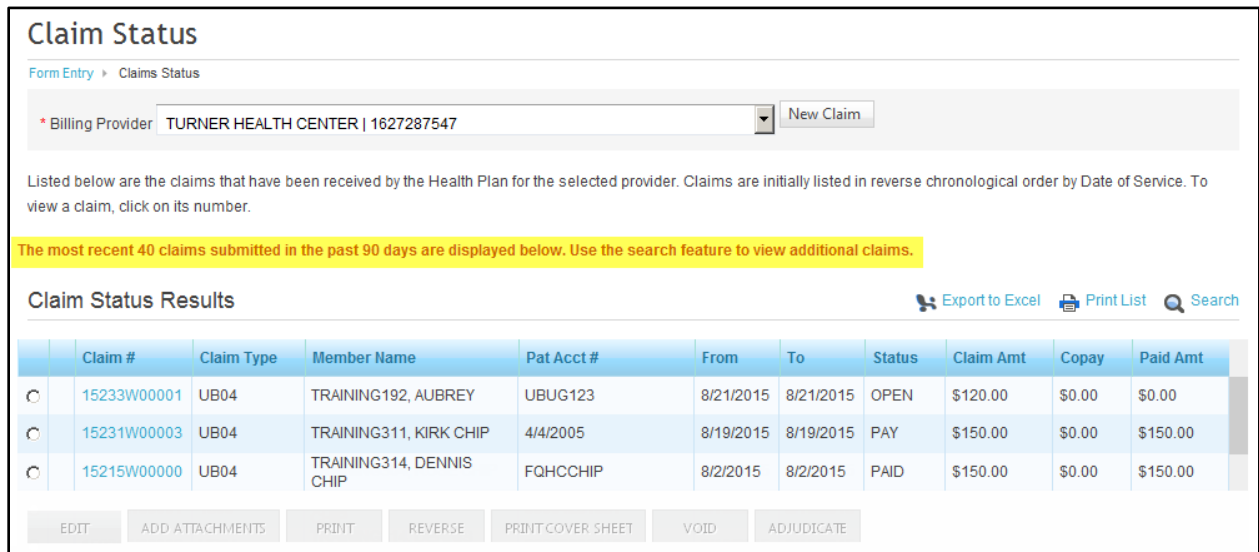 Claim Status
Form Entry ▸ Claims Status
* Billing Provider TURNER HEALTH CENTER | 1627287547 New Claim
Listed below are the claims that have been received by the Health Plan for the selected provider. Claims are initially listed in reverse chronological order by Date of Service. To
view a claim, click on its number.
The most recent 40 claims submitted in the past 90 days are displayed below. Use the search feature to view additional claims.
Claim Status Results Export to Excel Print List Search
Claim # Claim Type Member Name Pat Acct # From To Status Claim Amt Copay Paid Amt
15233W00001 UB04 TRAINING192, AUBREY UBUG123 8/21/2015 8/21/2015 OPEN $120.00 $0.00 $0.00
15231W00003 UB04 TRAINING311, KIRK CHIP 4/4/2005 8/19/2015 8/19/2015 PAY $150.00 $0.00 $150.00
15215W00000 UB04 TRAINING314, DENNIS CHIP FQHCCHIP 8/2/2015 8/2/2015 PAID $150.00 $0.00 $150.00
EDIT ADD ATTACHMENTS PRINT REVERSE PRINT COVER SHEET VOID ADJUDICATE